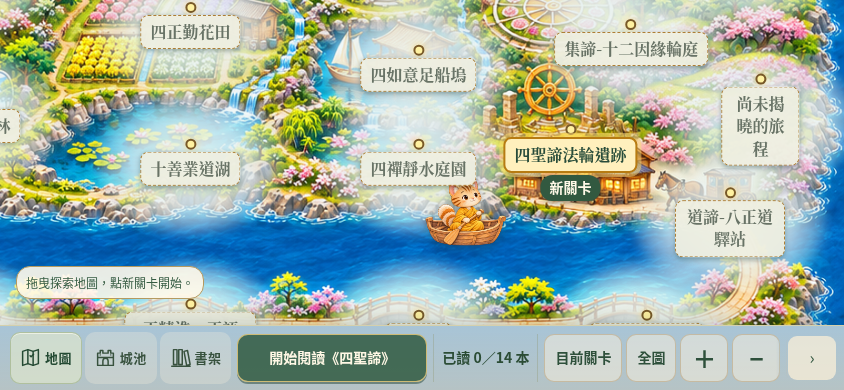 四正勤花田
四如意足船塢
集諦-十二因緣輪庭
尚未揭
曉的旅
程
林
十善業道湖
四禪靜水庭園
四聖諦法輪遺跡
新關卡
道諦-八正道
驛站
拖曳探索地圖，點新關卡開始。
地圖
城池
書架
開始閱讀《四聖諦》
已讀 0／14 本
目前關卡
全圖
+
−
›